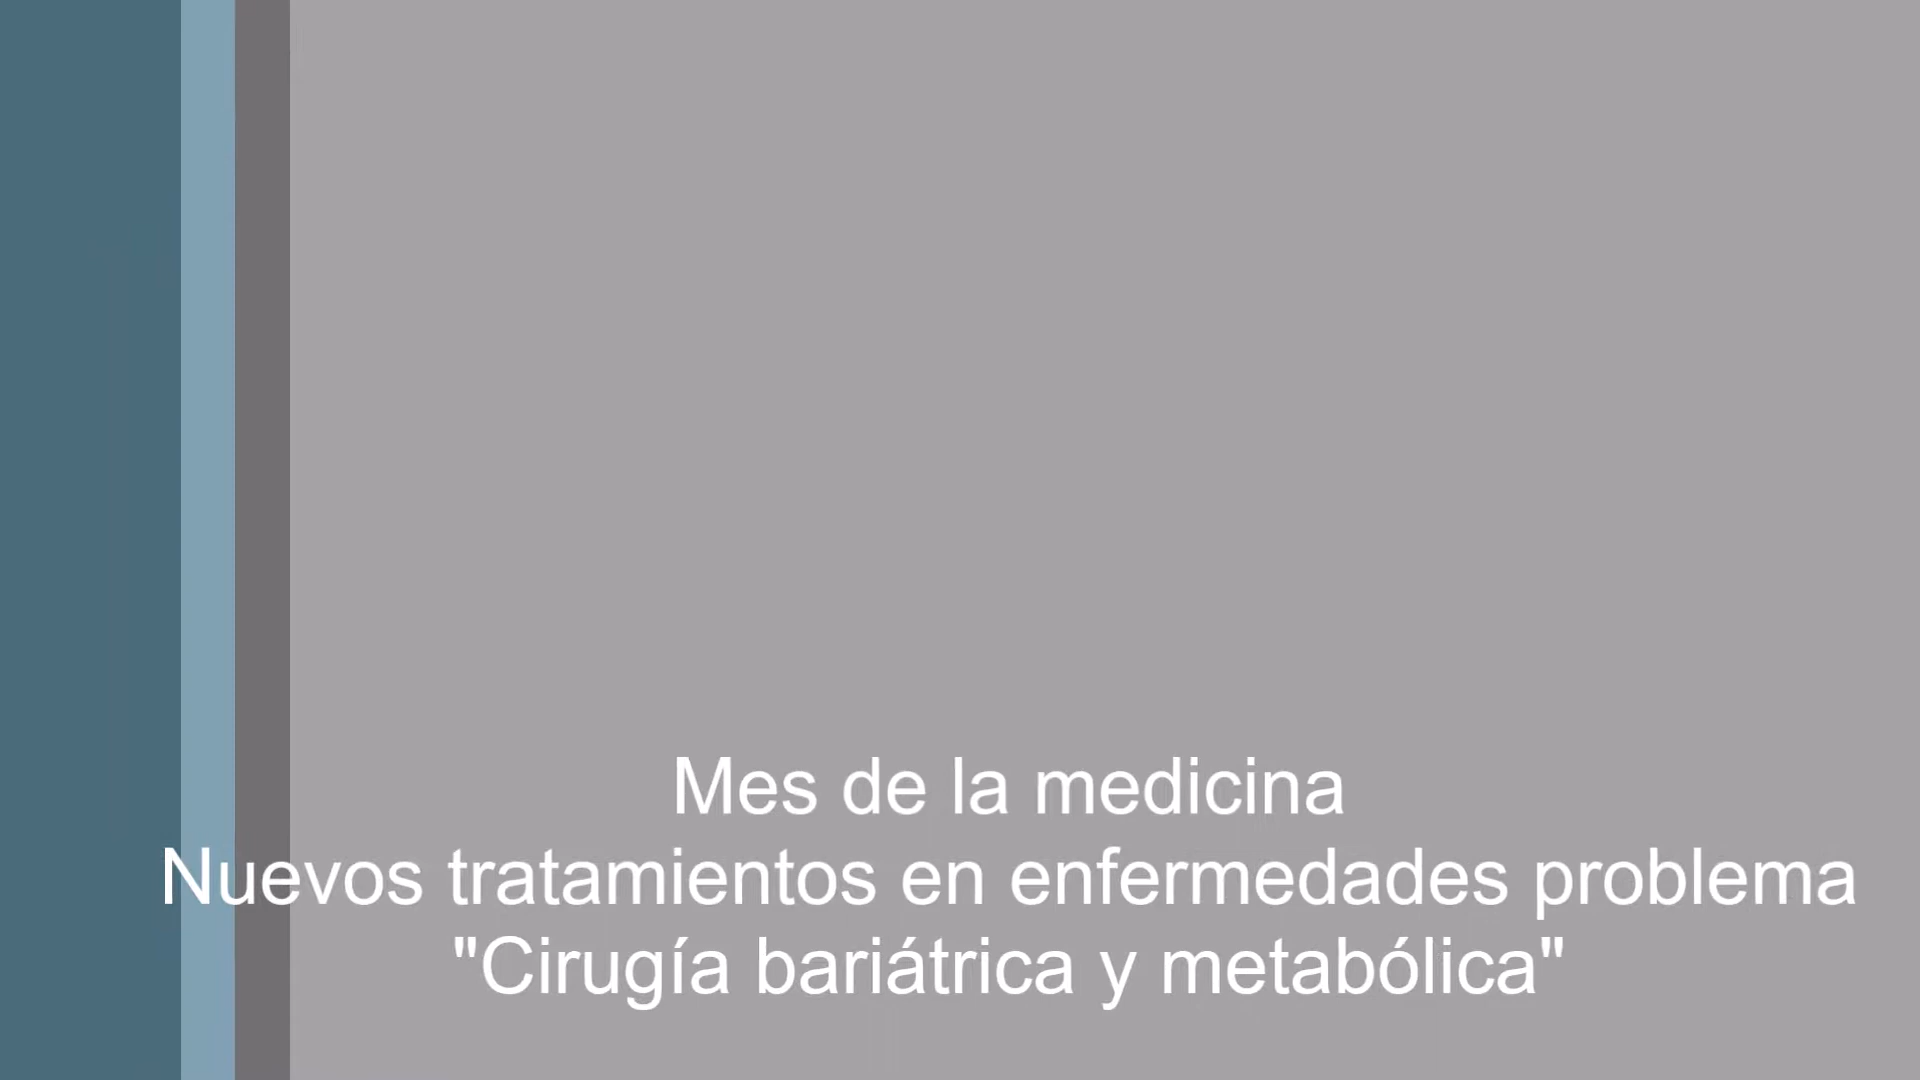 Mes de la medicina
Nuevos tratamientos en enfermedades problema
"Cirugía bariátrica y metabólica"